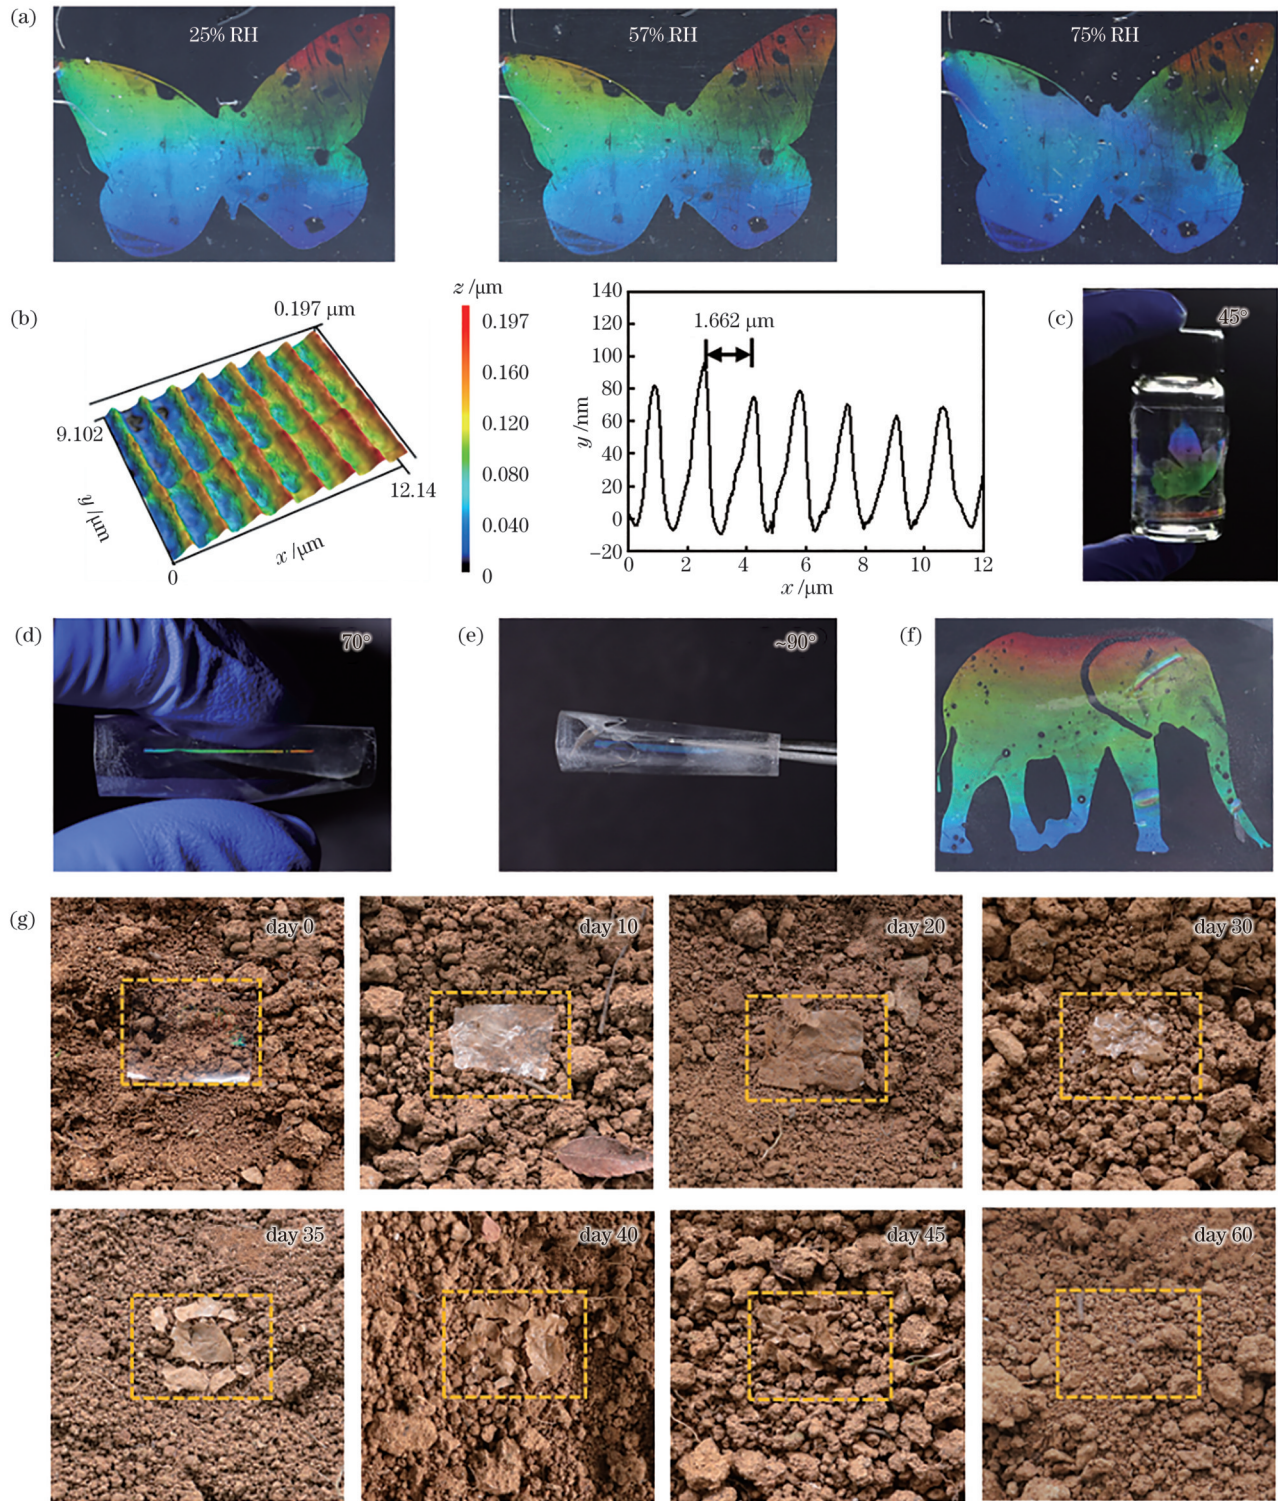 (a)
25% RH
57% RH
75% RH
(b)
0.197 μm
9.102
y /μm
0
x /μm
12.14
z /μm
0.197
0.160
0.120
0.080
0.040
0
140
120
100
80
60
40
20
0
−20
y /nm
1.662 μm
0 2 4 6 8 10 12
x /μm
(c)
45°
(d)
70°
(e)
~90°
(f)
(g)
day 0
day 10
day 20
day 30
day 35
day 40
day 45
day 60